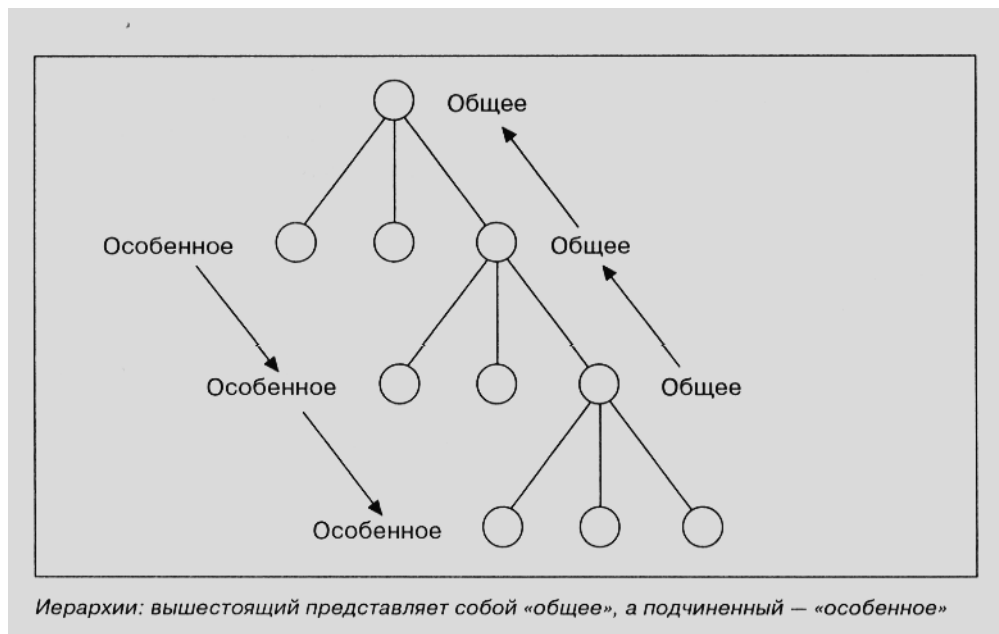 Общее
Особенное
Общее
Особенное
Общее
Особенное
Иерархии: вышестоящий представляет собой «общее», а подчиненный — «особенное»